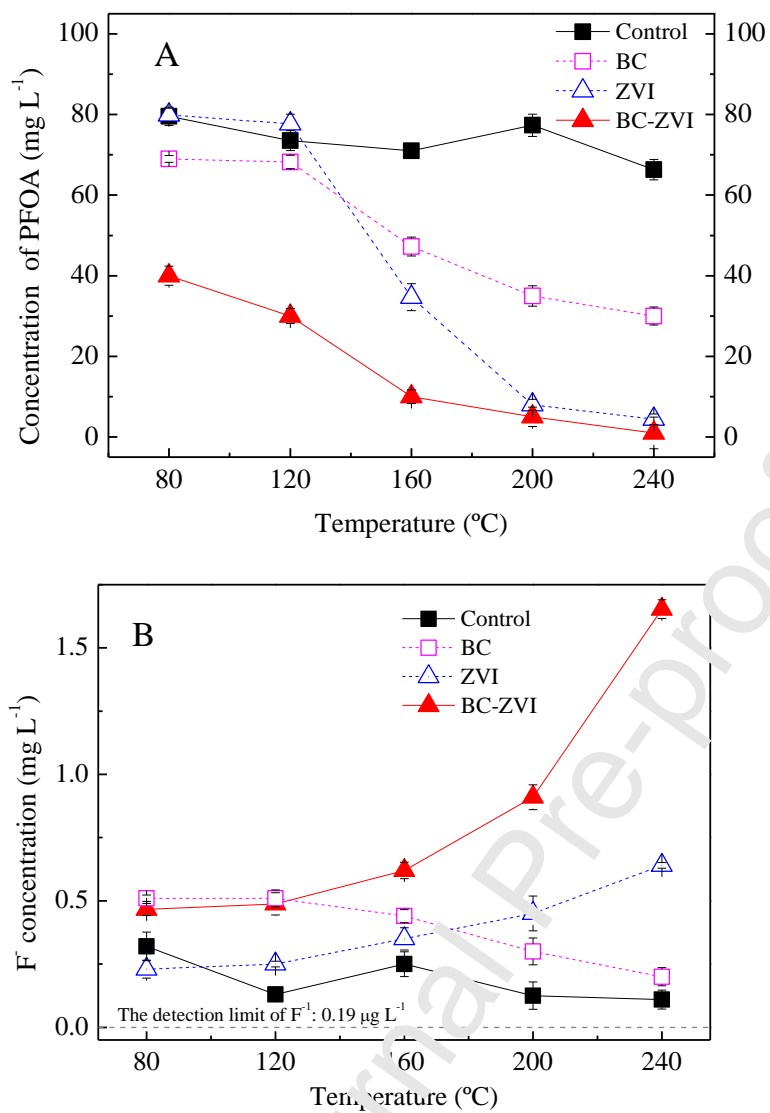 A
Control
BC
ZVI
BC-ZVI
100
80
60
40
20
0
100
80
60
40
20
0
Concentration of PFOA (mg L⁻¹)
80
120
160
200
240
Temperature (ºC)
B
Control
BC
ZVI
BC-ZVI
1.5
1.0
0.5
0.0
F⁻ concentration (mg L⁻¹)
The detection limit of F⁻¹: 0.19 μg L⁻¹
80
120
160
200
240
Temperature (ºC)
rnal Pre-proo